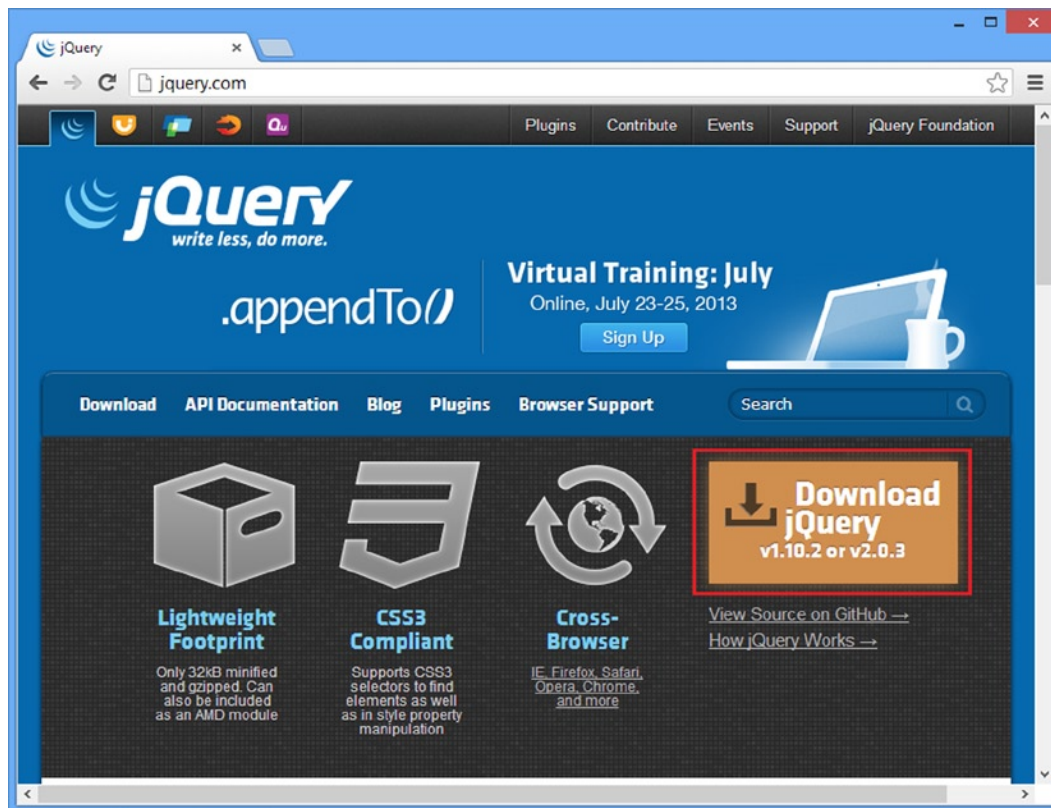 jQuery
jquery.com
Qu
Plugins Contribute Events Support jQuery Foundation
jQuery
write less, do more.
.appendTo()
Virtual Training: July
Online, July 23-25, 2013
Sign Up
Download API Documentation Blog Plugins Browser Support Search
Download
jQuery
v1.10.2 or v2.0.3
Lightweight
Footprint
Only 32kB minified
and gzipped. Can
also be included
as an AMD module
CSS3
Compliant
Supports CSS3
selectors to find
elements as well
as in style property
manipulation
Cross-
Browser
IE, Firefox, Safari,
Opera, Chrome,
and more
View Source on GitHub →
How jQuery Works →